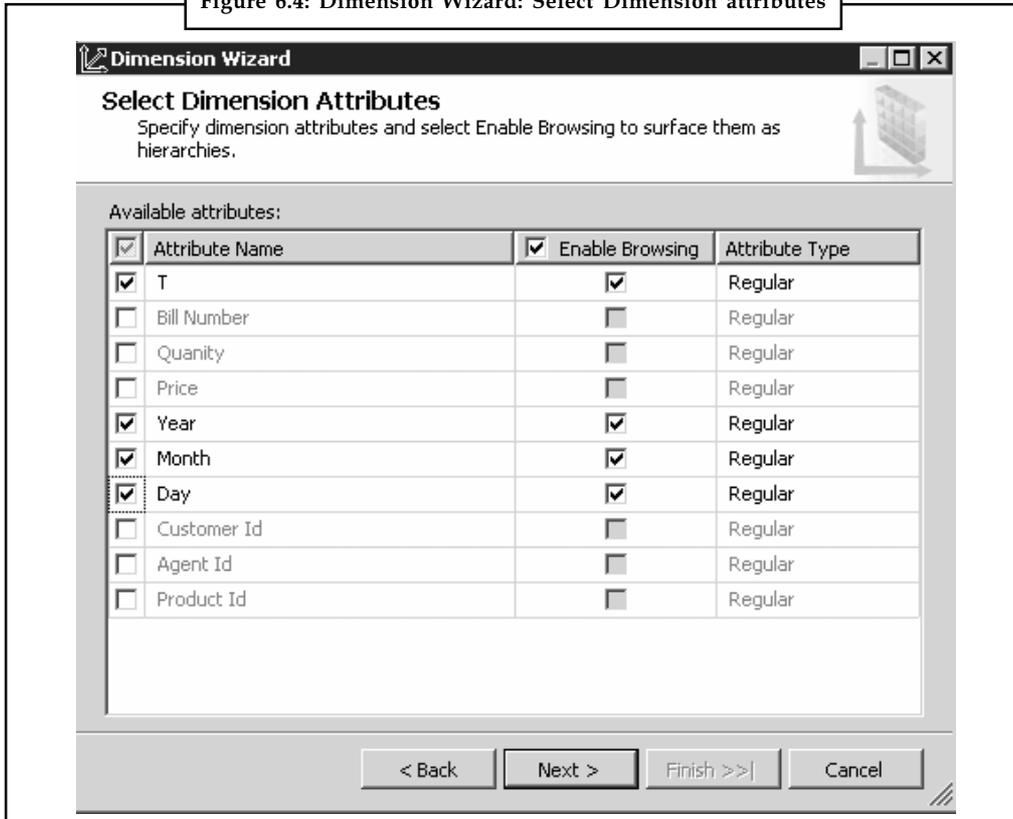 Figure 6.4: Dimension Wizard: Select Dimension attributes
Dimension Wizard
Select Dimension Attributes
Specify dimension attributes and select Enable Browsing to surface them as
hierarchies.
Available attributes:
Attribute Name Enable Browsing Attribute Type
T Regular
Bill Number Regular
Quanity Regular
Price Regular
Year Regular
Month Regular
Day Regular
Customer Id Regular
Agent Id Regular
Product Id Regular
< Back Next > Finish >>| Cancel